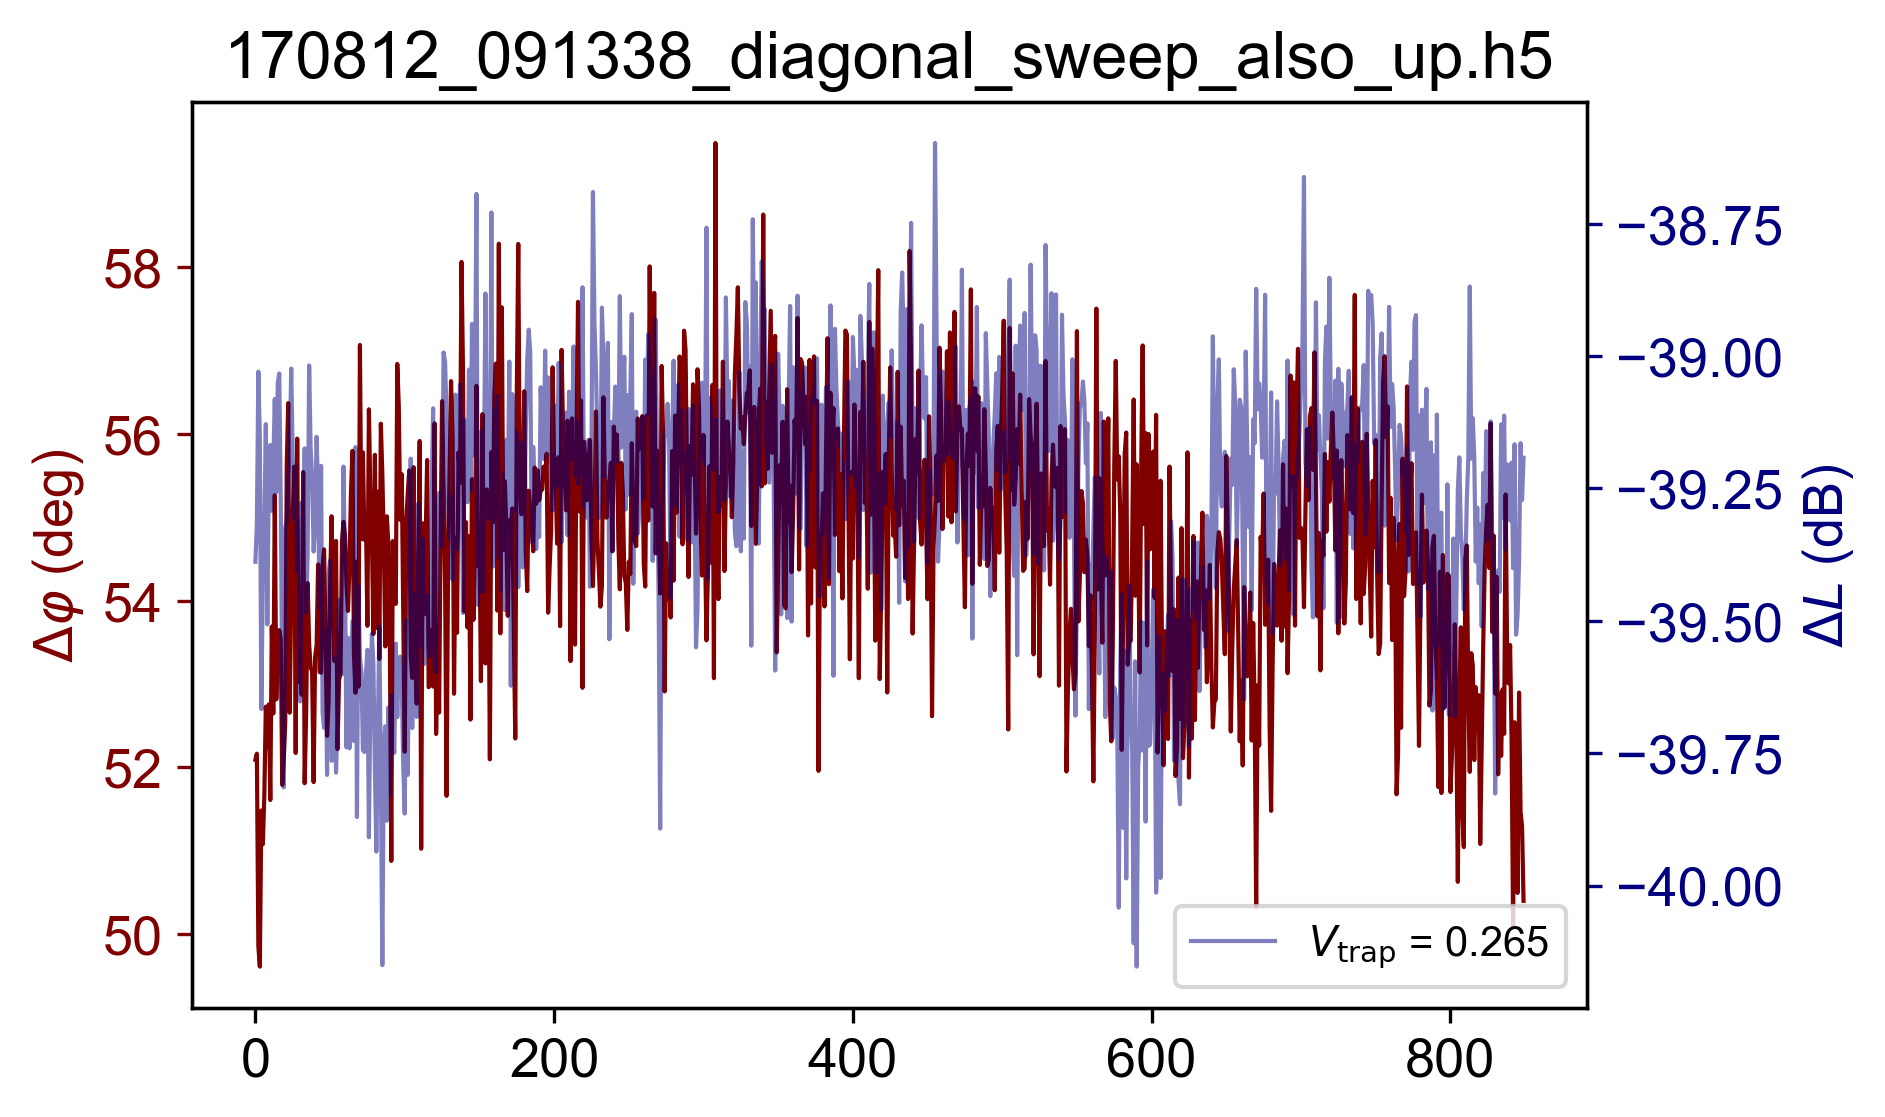 170812_091338_diagonal_sweep_also_up.h5
Δφ (deg)
58
56
54
52
50
−38.75
−39.00
−39.25
−39.50
−39.75
−40.00
ΔL (dB)
V_trap = 0.265
0 200 400 600 800